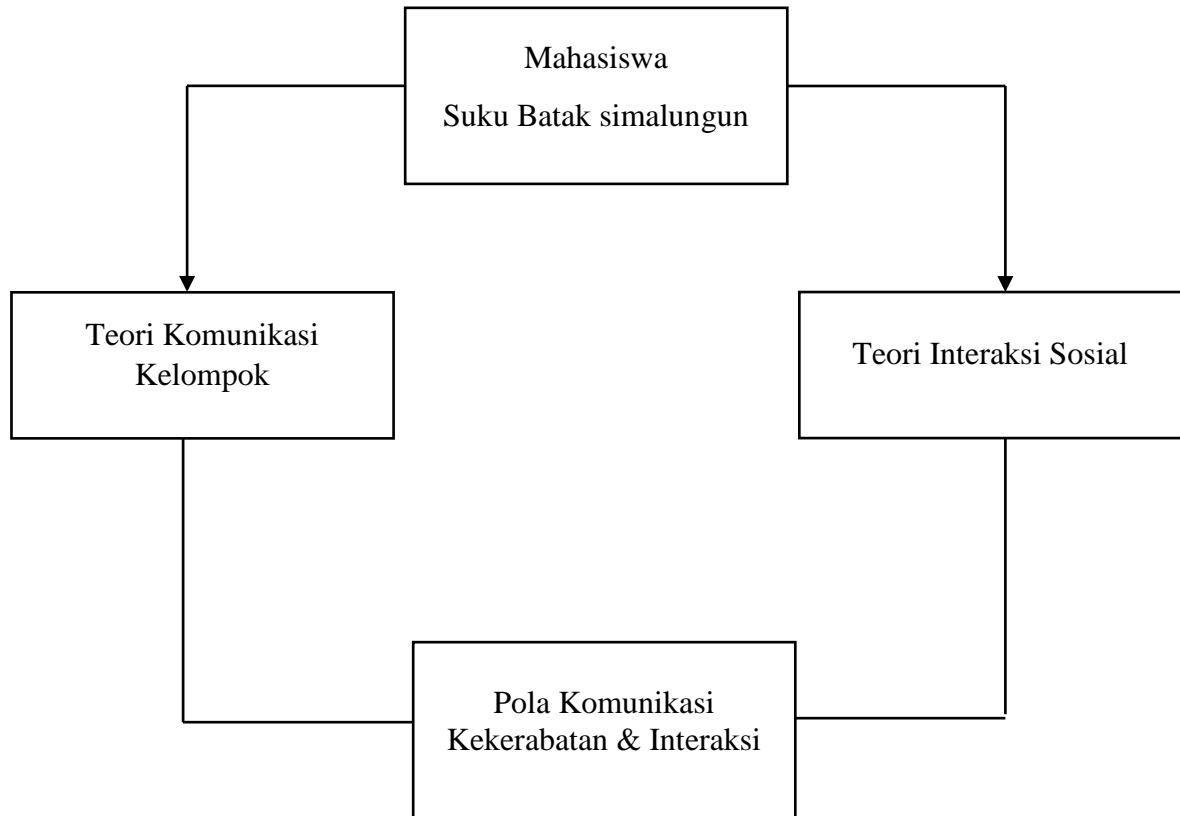 Mahasiswa
Suku Batak simalungun
Teori Komunikasi
Kelompok
Teori Interaksi Sosial
Pola Komunikasi
Kekerabatan & Interaksi